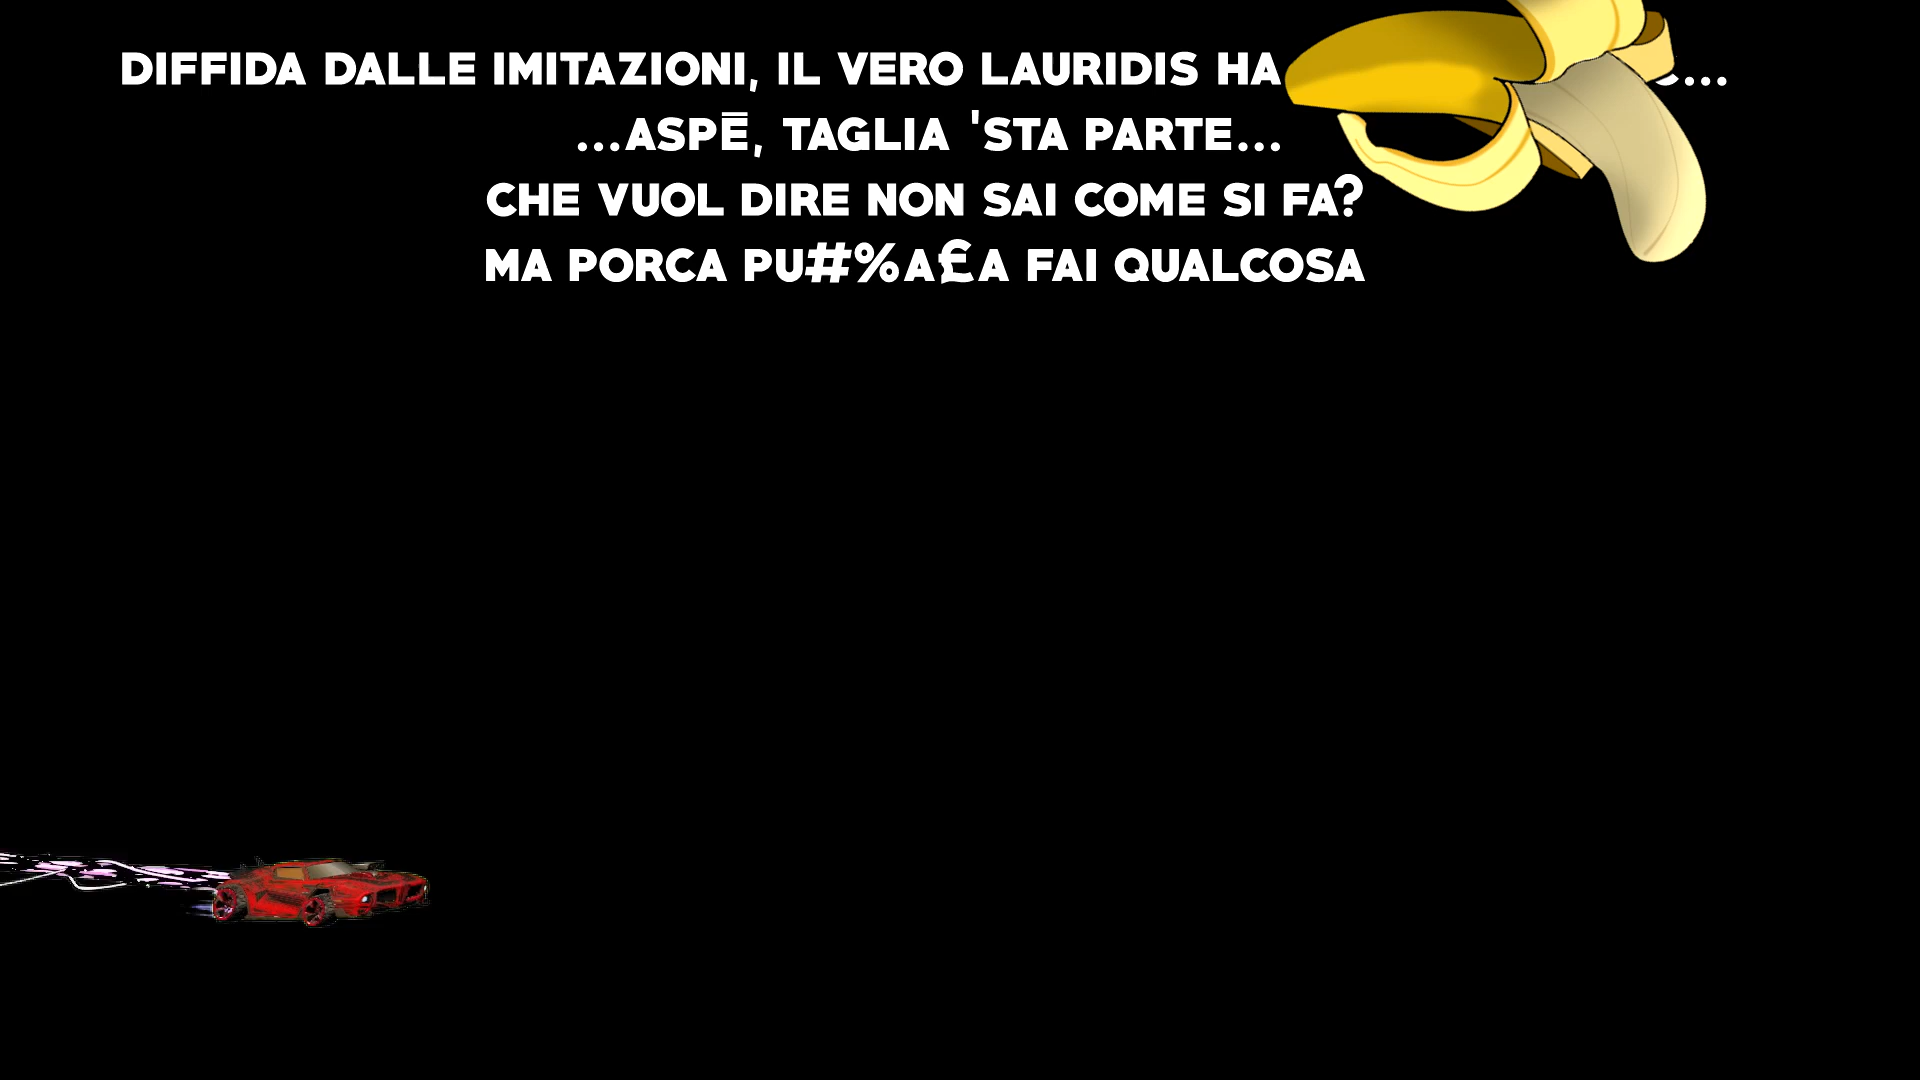 DIFFIDA DALLE IMITAZIONI, IL VERO LAURIDIS HA ...
...ASPĒ, TAGLIA 'STA PARTE...
CHE VUOL DIRE NON SAI COME SI FA?
MA PORCA PU#%A£A FAI QUALCOSA